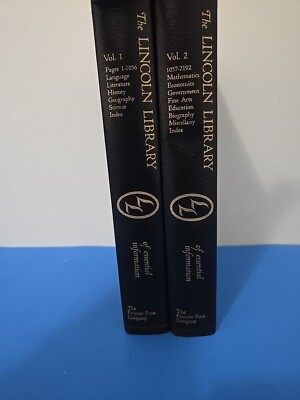 The LINCOLN LIBRARY
Vol. 1
Pages 1-1056
Language
Literature
History
Geography
Science
Index
LL
of essential
information
The
Frontier Press
Company
The LINCOLN LIBRARY
Vol. 2
1057-2192
Mathematics
Economics
Government
Fine Arts
Education
Biography
Miscellany
Index
LL
of essential
information
The
Frontier Press
Company